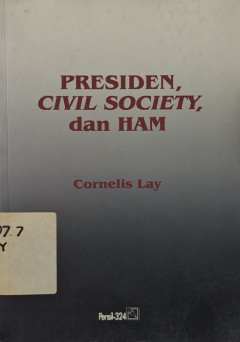 PRESIDEN,
CIVIL SOCIETY,
dan HAM
Cornelis Lay
97.7
Y
Pensil-324